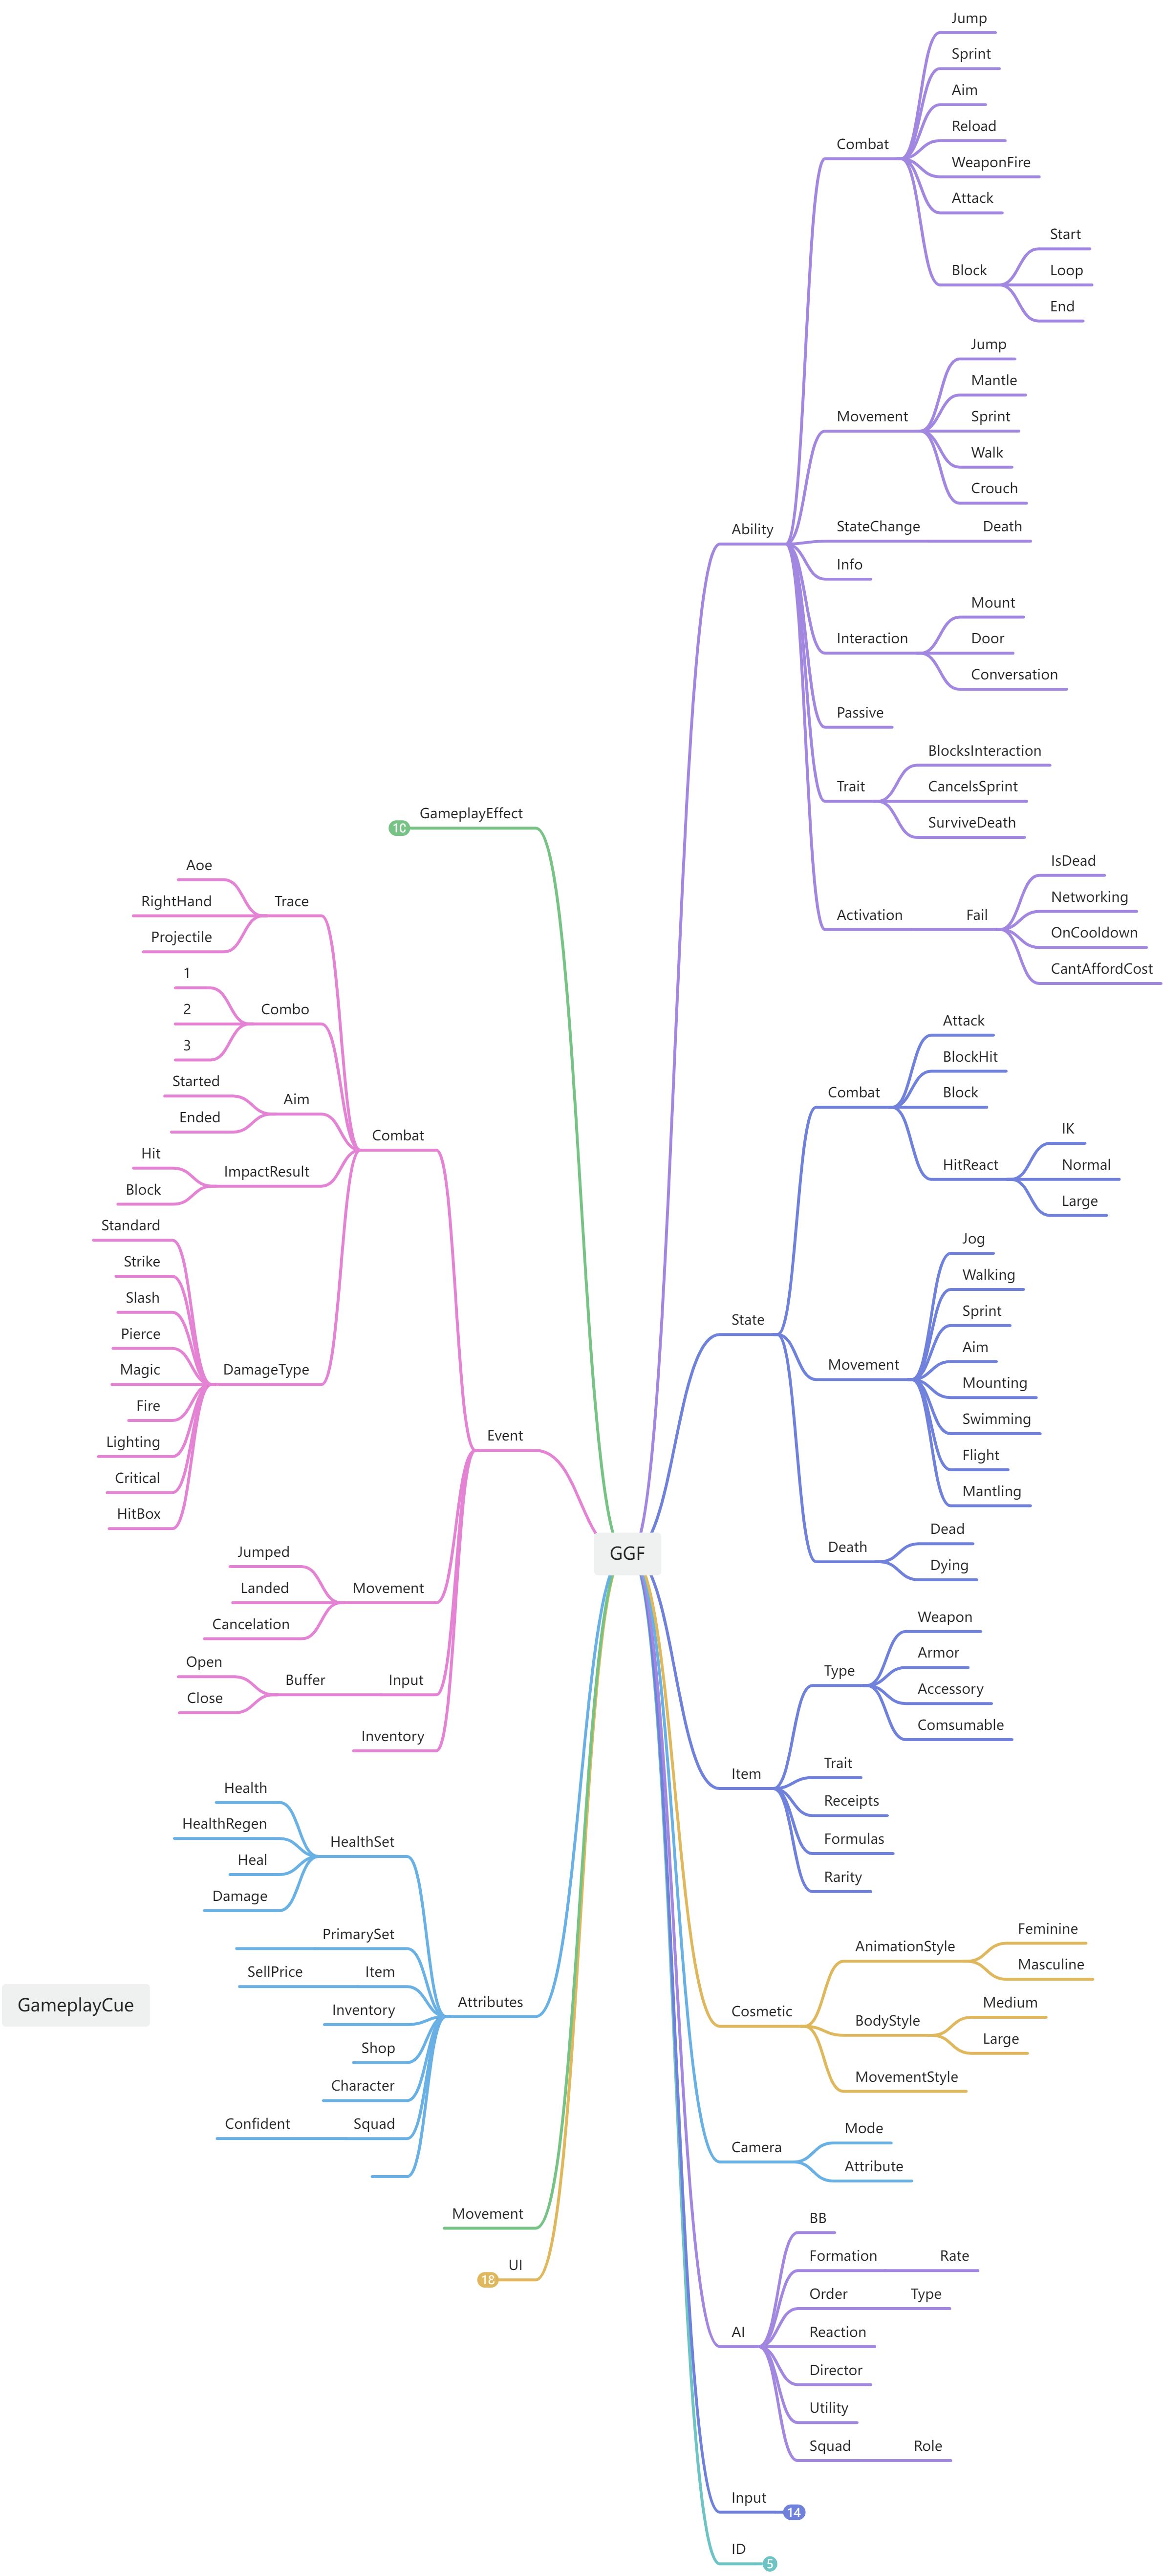 GGF
Ability
Combat
Jump
Sprint
Aim
Reload
WeaponFire
Attack
Block
Start
Loop
End
Movement
Jump
Mantle
Sprint
Walk
Crouch
StateChange
Death
Info
Interaction
Mount
Door
Conversation
Passive
Trait
BlocksInteraction
CancelsSprint
SurviveDeath
Activation
Fail
IsDead
Networking
OnCooldown
CantAffordCost
State
Combat
Attack
BlockHit
Block
HitReact
IK
Normal
Large
Movement
Jog
Walking
Sprint
Aim
Mounting
Swimming
Flight
Mantling
Death
Dead
Dying
Item
Type
Weapon
Armor
Accessory
Comsumable
Trait
Receipts
Formulas
Rarity
Cosmetic
AnimationStyle
Feminine
Masculine
BodyStyle
Medium
Large
MovementStyle
Camera
Mode
Attribute
AI
BB
Formation
Rate
Order
Type
Reaction
Director
Utility
Squad
Role
Input
14
ID
5
GameplayEffect
10
Event
Combat
Trace
Aoe
RightHand
Projectile
Combo
1
2
3
Aim
Started
Ended
ImpactResult
Hit
Block
DamageType
Standard
Strike
Slash
Pierce
Magic
Fire
Lighting
Critical
HitBox
Movement
Jumped
Landed
Cancelation
Input
Buffer
Open
Close
Inventory
Attributes
HealthSet
Health
HealthRegen
Heal
Damage
PrimarySet
Item
SellPrice
Inventory
Shop
Character
Squad
Confident
Movement
UI
18
GameplayCue